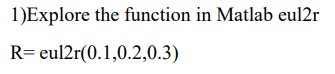 1)Explore the function in Matlab eul2r
R= eul2r(0.1,0.2,0.3)